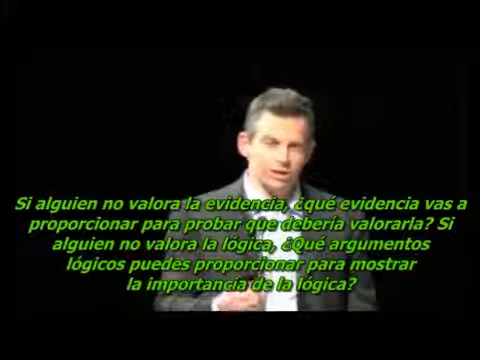 Si alguien no valora la evidencia, ¿qué evidencia vas a
proporcionar para probar que debería valorarla? Si
alguien no valora la lógica, ¿Qué argumentos
lógicos puedes proporcionar para mostrar
la importancia de la lógica?